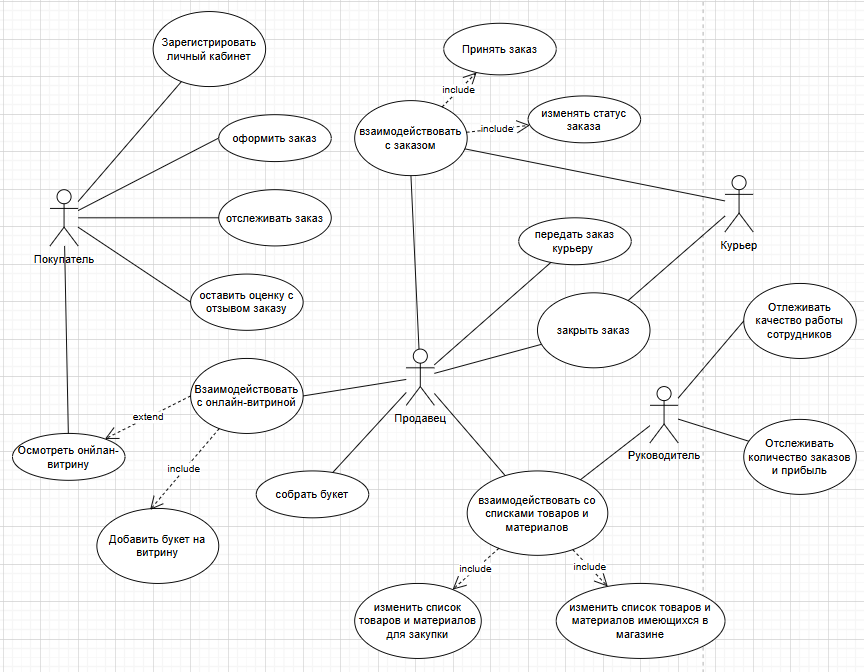 Зарегистрировать
личный кабинет
Принять заказ
include
изменять статус
заказа
include
взаимодействовать
с заказом
оформить заказ
отслеживать заказ
Покупатель
передать заказ
курьеру
Курьер
оставить оценку с
отзывом заказу
закрыть заказ
Отлеживать
качество работы
сотрудников
Взаимодействовать
с онлайн-витриной
extend
Продавец
Осмотреть онйлан-
витрину
include
Руководитель
Отслеживать
количество заказов
и прибыль
собрать букет
взаимодействовать со
списками товаров и
материалов
Добавить букет на
витрину
include
include
изменить список
товаров и материалов
для закупки
изменить список товаров и
материалов имеющихся в
магазине